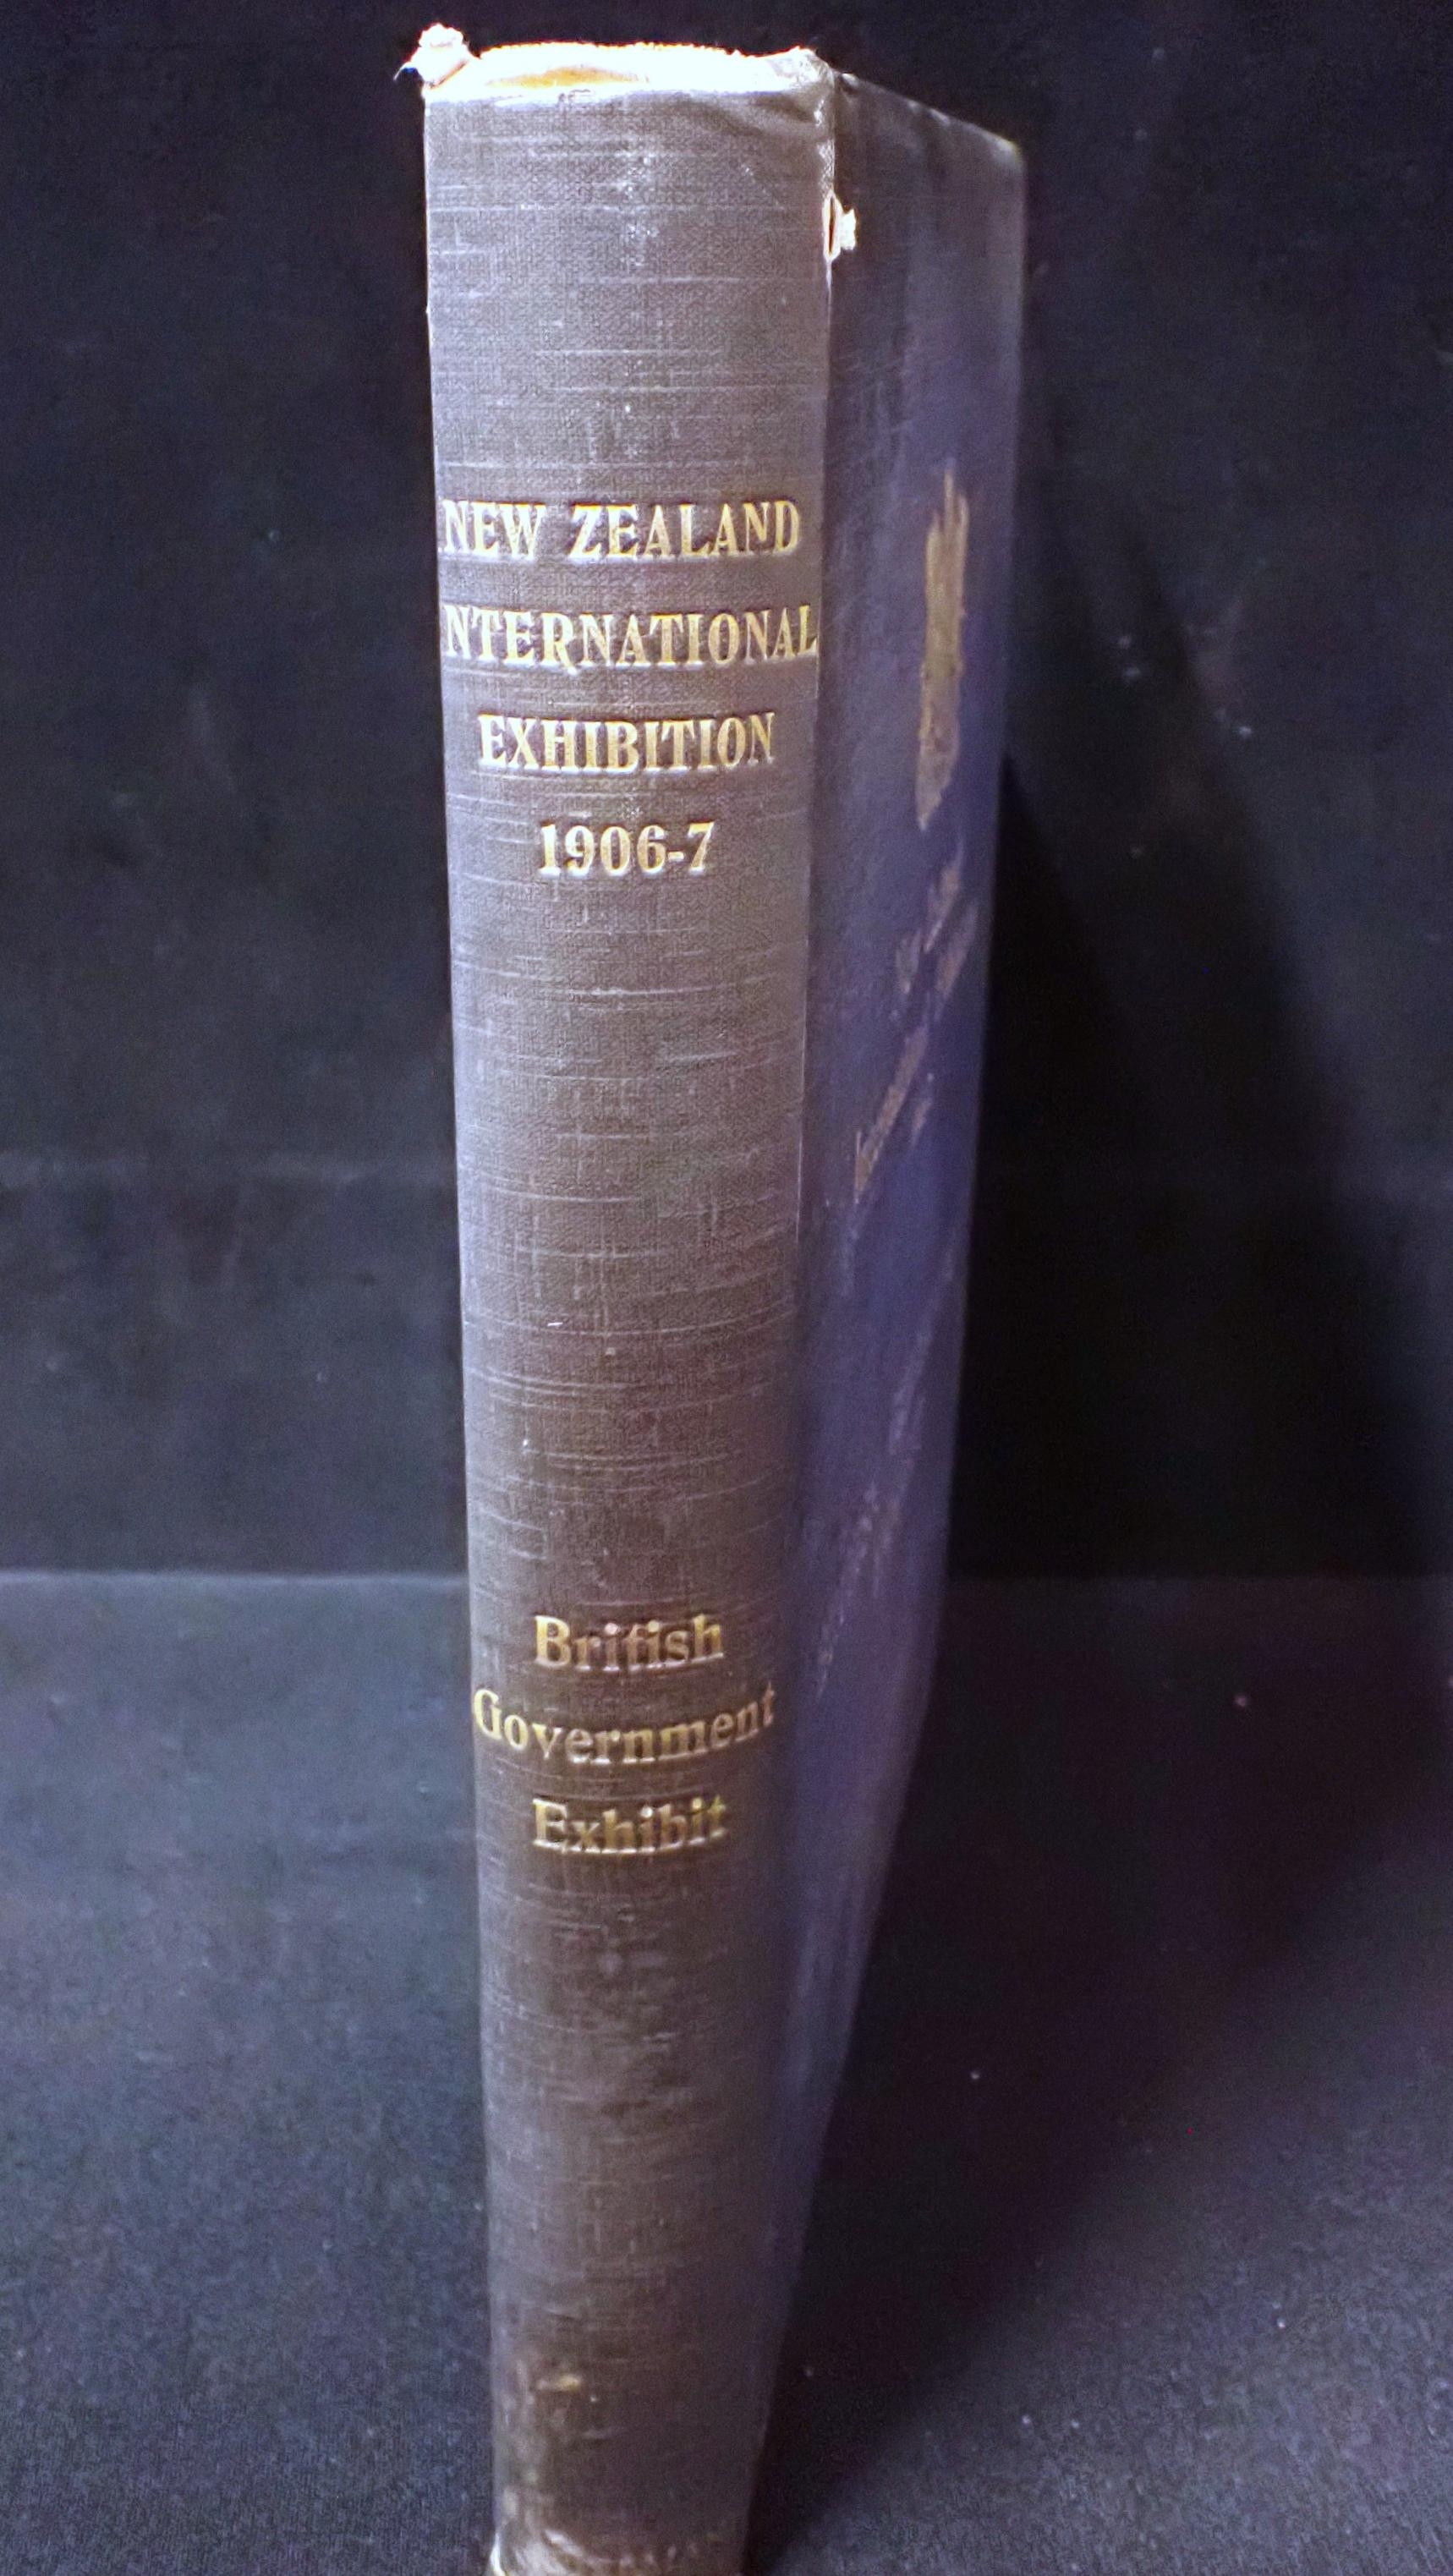 NEW ZEALAND
INTERNATIONAL
EXHIBITION
1906-7
British
Government
Exhibit